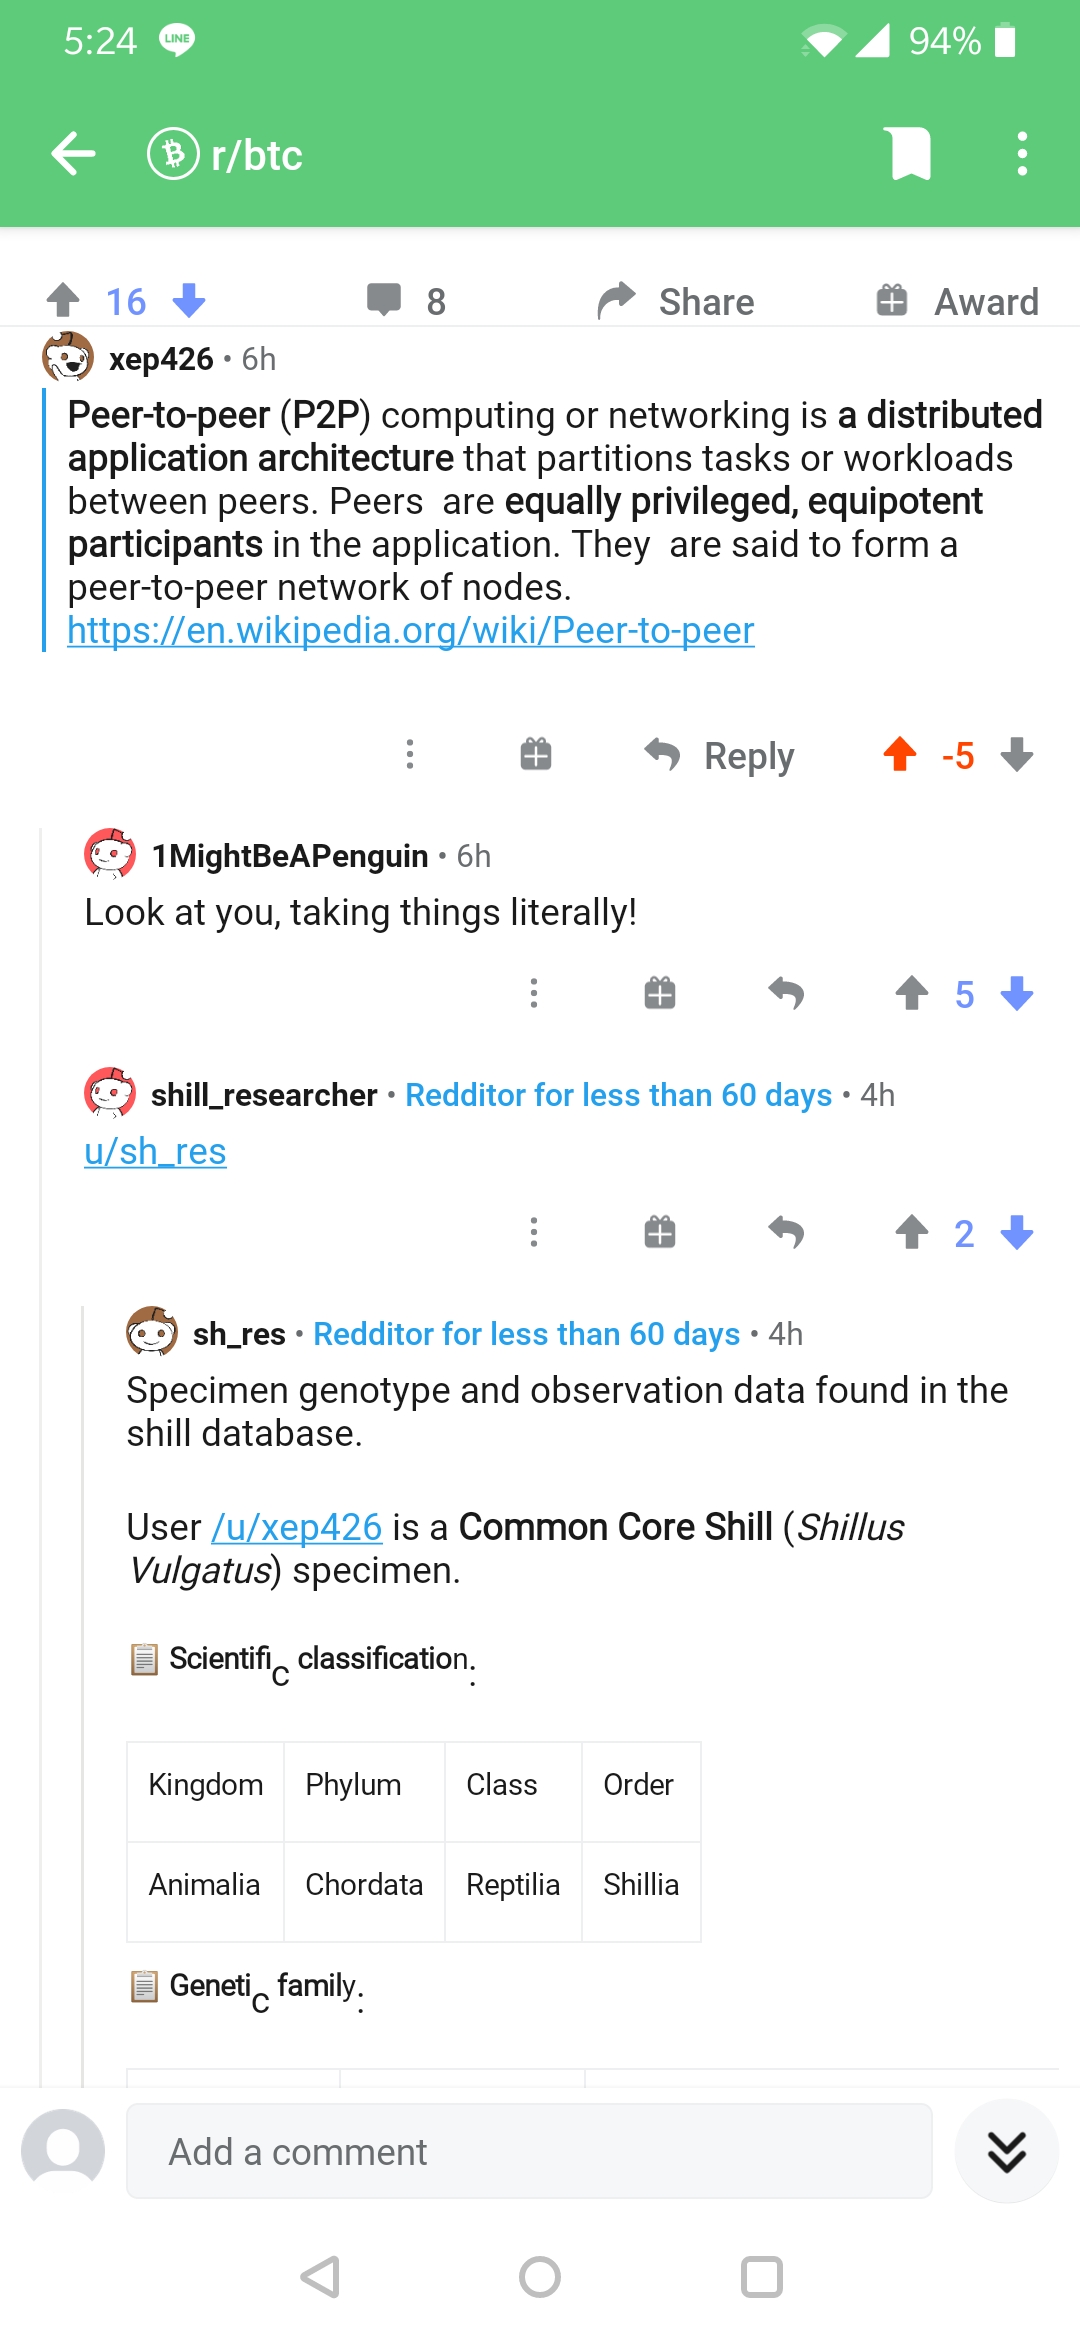 5:24 LINE 94%
r/btc
16 8 Share Award
xep426 • 6h
Peer-to-peer (P2P) computing or networking is a distributed
application architecture that partitions tasks or workloads
between peers. Peers  are equally privileged, equipotent
participants in the application. They  are said to form a
peer-to-peer network of nodes.
https://en.wikipedia.org/wiki/Peer-to-peer
Reply -5
1MightBeAPenguin • 6h
Look at you, taking things literally!
5
shill_researcher • Redditor for less than 60 days • 4h
u/sh_res
2
sh_res • Redditor for less than 60 days • 4h
Specimen genotype and observation data found in the
shill database.
User /u/xep426 is a Common Core Shill (Shillus
Vulgatus) specimen.
📋 Scientific classification:
Kingdom Phylum Class Order
Animalia Chordata Reptilia Shillia
📋 Genetic family:
Add a comment